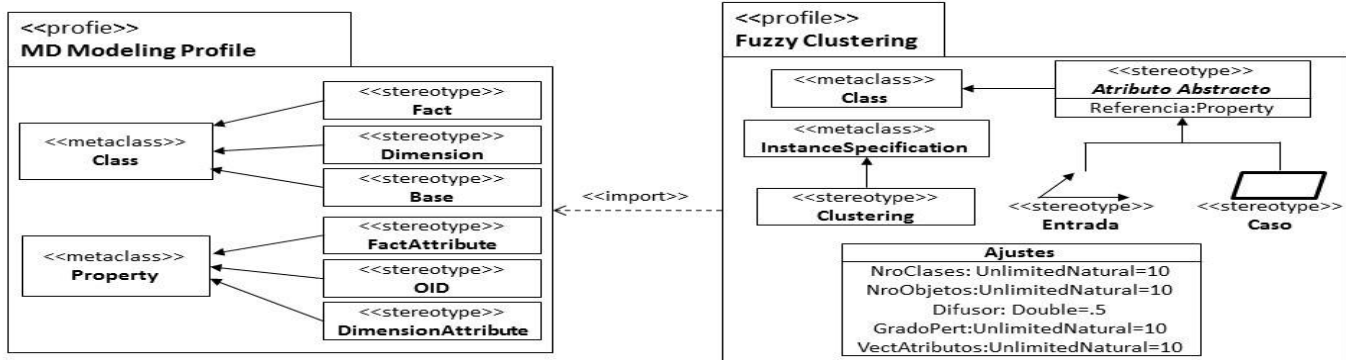 <<profie>>
MD Modeling Profile
<<metaclass>>
Class
<<stereotype>>
Fact
<<stereotype>>
Dimension
<<stereotype>>
Base
<<metaclass>>
Property
<<stereotype>>
FactAttribute
<<stereotype>>
OID
<<stereotype>>
DimensionAttribute
<<import>>
<<profile>>
Fuzzy Clustering
<<metaclass>>
Class
<<stereotype>>
Atributo Abstracto
Referencia:Property
<<metaclass>>
InstanceSpecification
<<stereotype>>
Clustering
<<stereotype>>
Entrada
<<stereotype>>
Caso
Ajustes
NroClases: UnlimitedNatural=10
NroObjetos:UnlimitedNatural=10
Difusor: Double=.5
GradoPert:UnlimitedNatural=10
VectAtributos:UnlimitedNatural=10